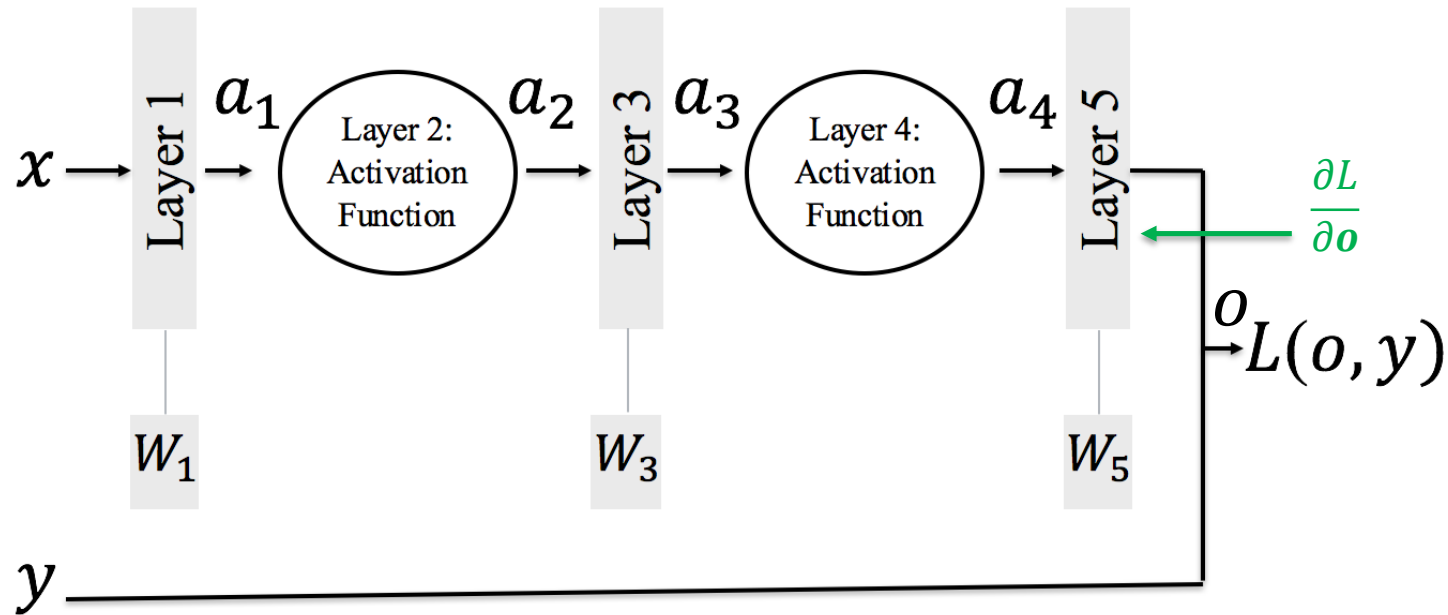 x
Layer 1
a₁
Layer 2:
Activation
Function
a₂
Layer 3
a₃
Layer 4:
Activation
Function
a₄
Layer 5
∂L
∂o
o
L(o, y)
W₁
W₃
W₅
y